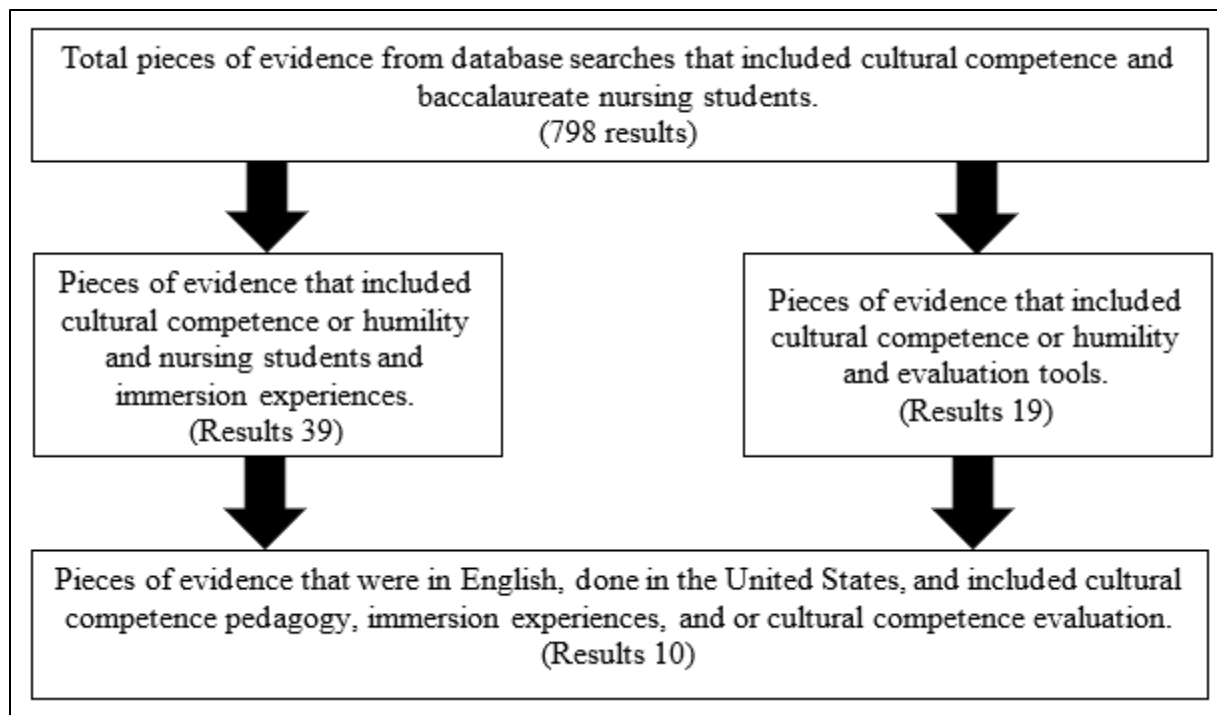 Total pieces of evidence from database searches that included cultural competence and
baccalaureate nursing students.
(798 results)
Pieces of evidence that included
cultural competence or humility
and nursing students and
immersion experiences.
(Results 39)
Pieces of evidence that included
cultural competence or humility
and evaluation tools.
(Results 19)
Pieces of evidence that were in English, done in the United States, and included cultural
competence pedagogy, immersion experiences, and or cultural competence evaluation.
(Results 10)